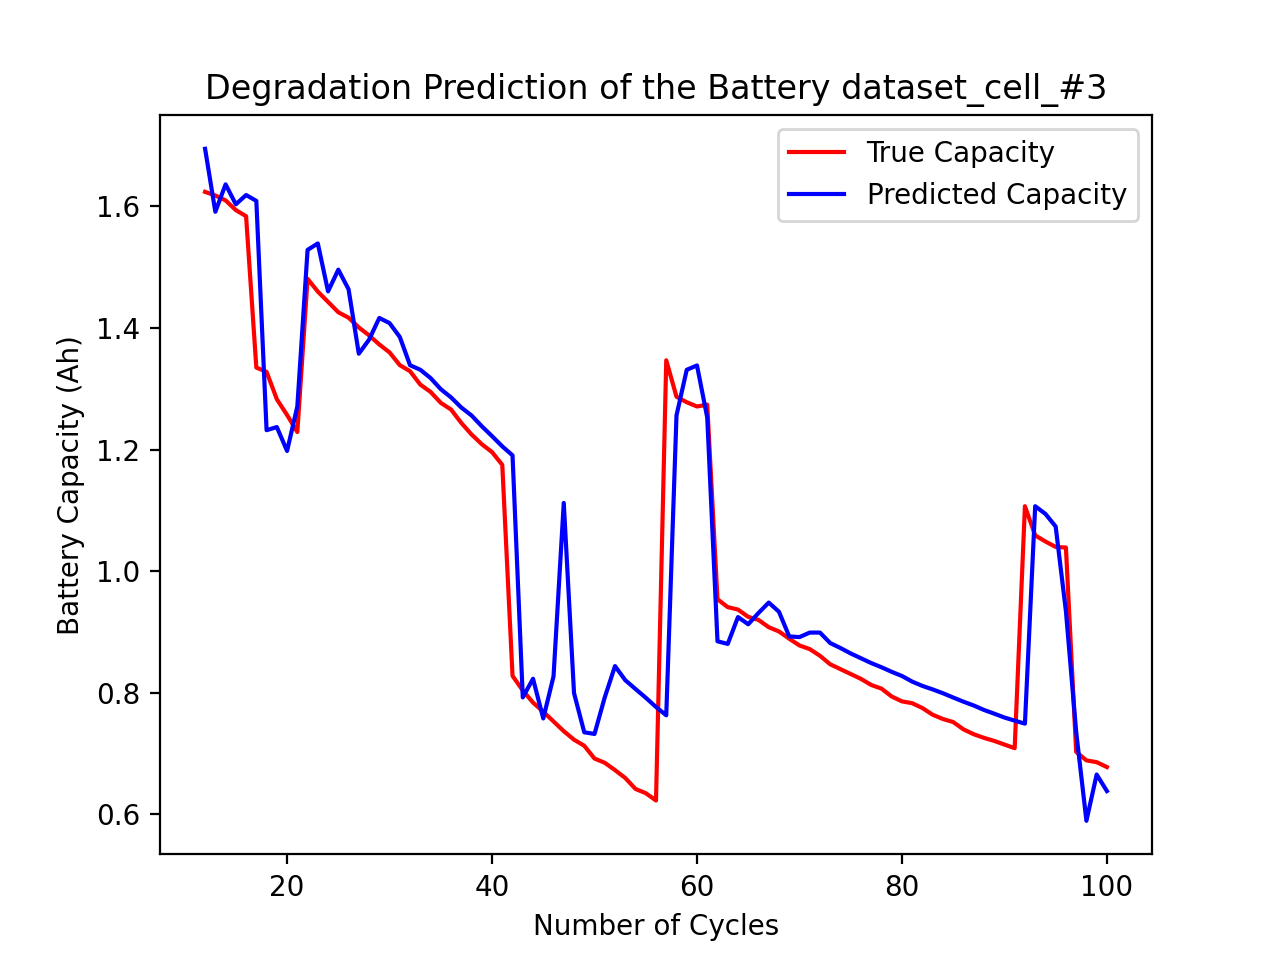 Degradation Prediction of the Battery dataset_cell_#3
True Capacity
Predicted Capacity
Battery Capacity (Ah)
1.6
1.4
1.2
1.0
0.8
0.6
20 40 60 80 100
Number of Cycles